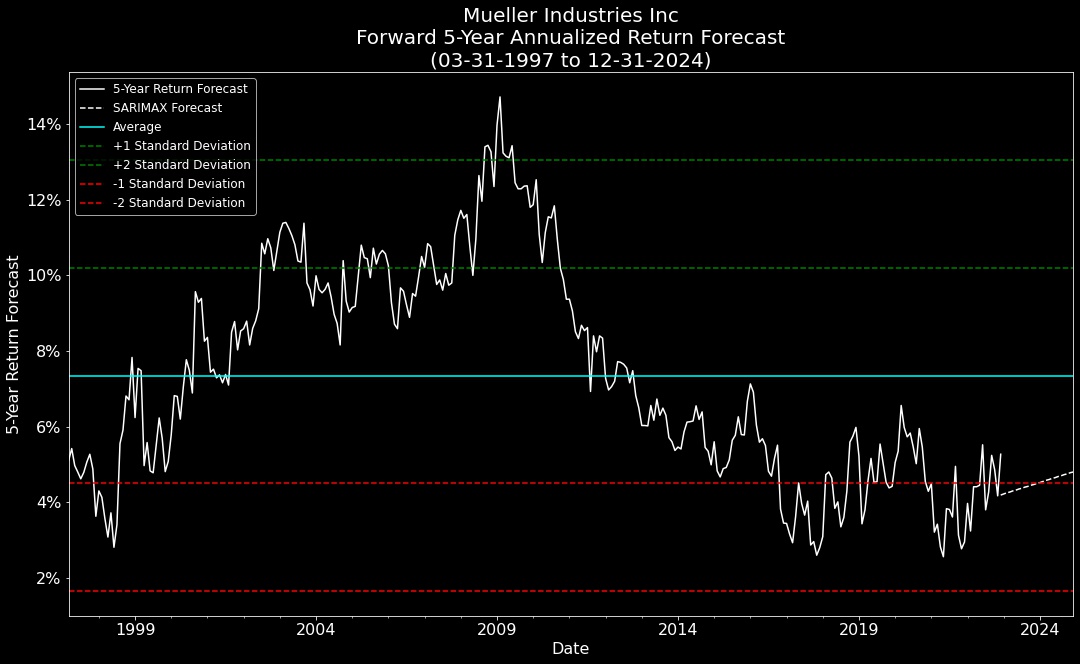 Mueller Industries Inc
Forward 5-Year Annualized Return Forecast
(03-31-1997 to 12-31-2024)
5-Year Return Forecast
SARIMAX Forecast
Average
+1 Standard Deviation
+2 Standard Deviation
-1 Standard Deviation
-2 Standard Deviation
14%
12%
10%
8%
6%
4%
2%
5-Year Return Forecast
1999
2004
2009
2014
2019
2024
Date